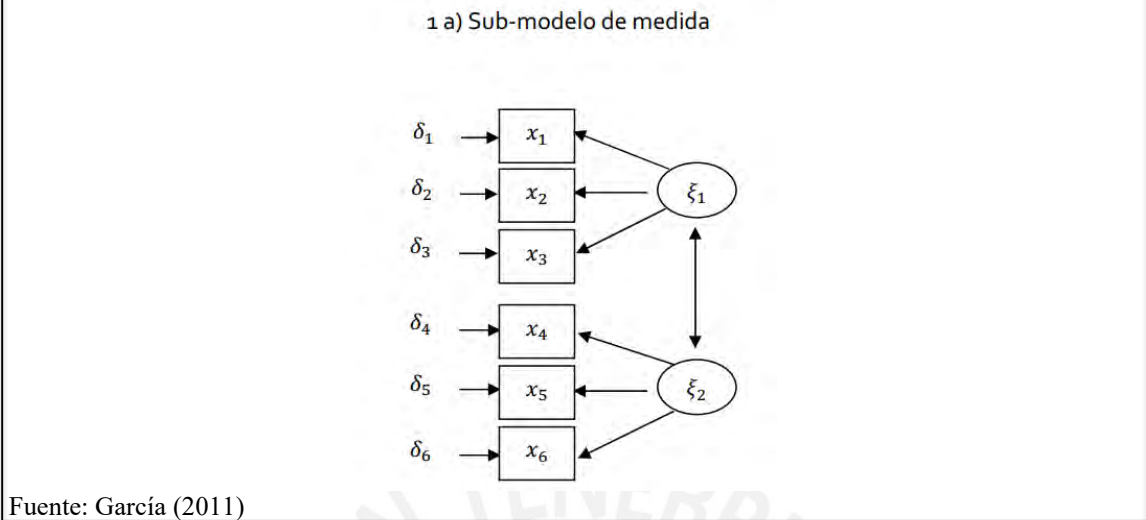 1 a) Sub-modelo de medida
δ1 x1
δ2 x2 ξ1
δ3 x3
δ4 x4
δ5 x5 ξ2
δ6 x6
Fuente: García (2011)